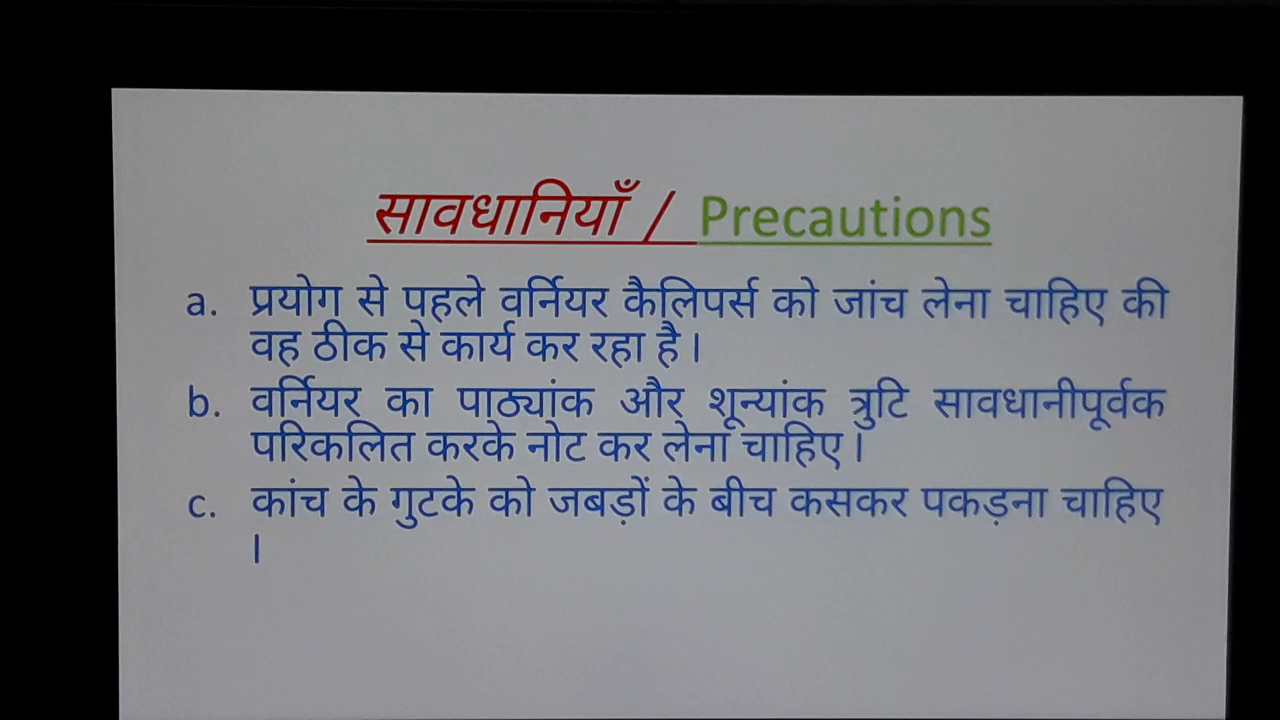 सावधानियाँ / Precautions
a. प्रयोग से पहले वर्नियर कैलिपर्स को जांच लेना चाहिए की
वह ठीक से कार्य कर रहा है ।
b. वर्नियर का पाठ्यांक और शून्यांक त्रुटि सावधानीपूर्वक
परिकलित करके नोट कर लेना चाहिए ।
c. कांच के गुटके को जबड़ों के बीच कसकर पकड़ना चाहिए
।